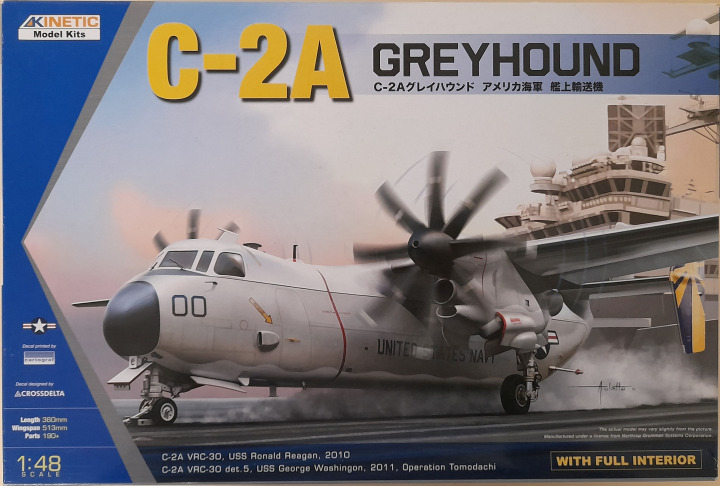 KINETIC
Model Kits
C-2A
GREYHOUND
C-2Aグレイハウンド アメリカ海軍 艦上輸送機
00
UNITED STATES NAVY
Decal printed by
cartograf
Decal designed by
CROSSDELTA
Length 360mm
Wingspan 513mm
Parts 190+
1:48
SCALE
C-2A VRC-30, USS Ronald Reagan, 2010
C-2A VRC-30 det.5, USS George Washingon, 2011, Operation Tomodachi
The actual model may vary slightly from the picture.
Manufactured under a license from Northrop Grumman Systems Corporation.
WITH FULL INTERIOR